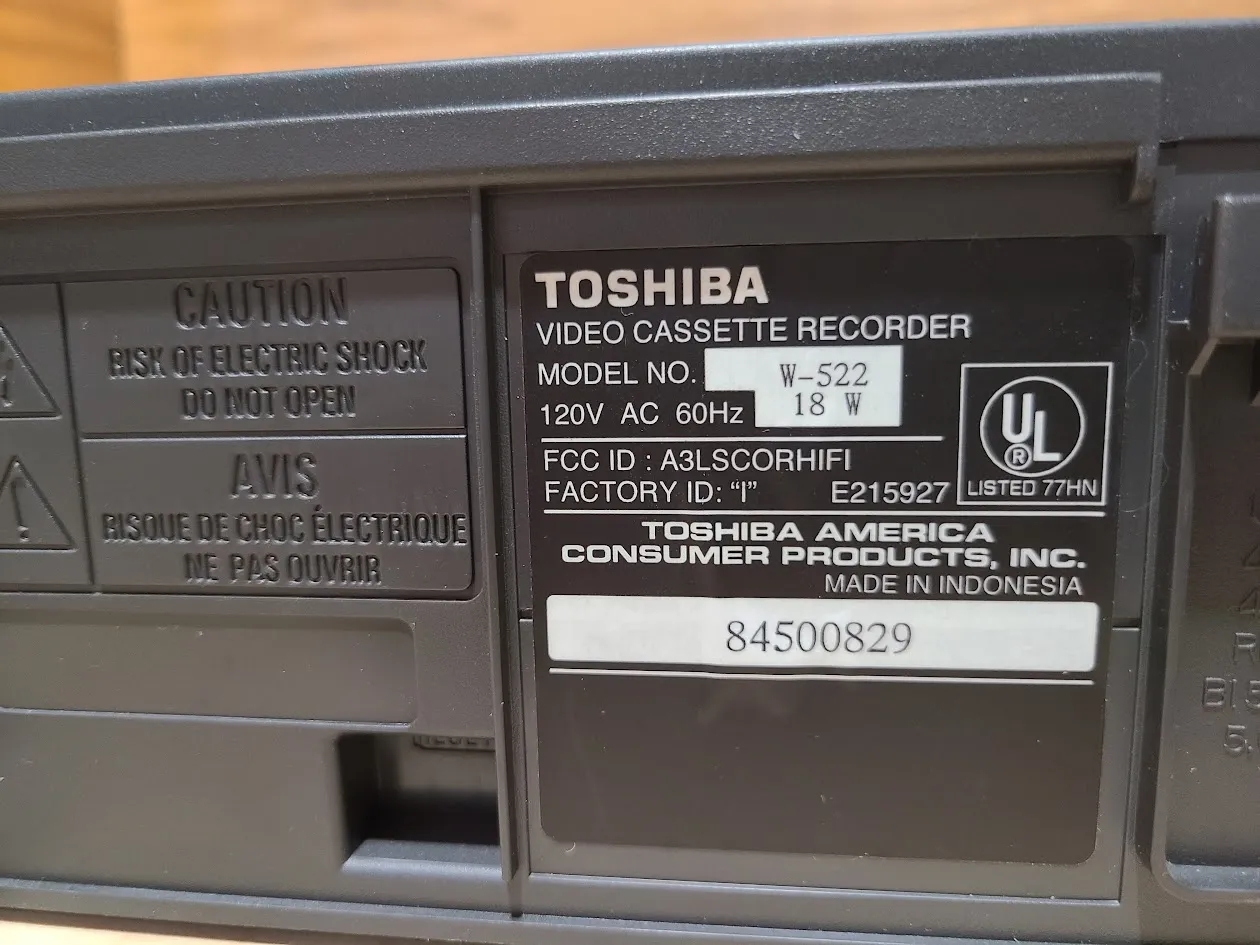 CAUTION
RISK OF ELECTRIC SHOCK
DO NOT OPEN
AVIS
RISQUE DE CHOC ÉLECTRIQUE
NE PAS OUVRIR
TOSHIBA
VIDEO CASSETTE RECORDER
MODEL NO. W-522
120V AC 60Hz 18 W
FCC ID : A3LSCORHIFI
FACTORY ID: “I” E215927
UL
®
LISTED 77HN
TOSHIBA AMERICA
CONSUMER PRODUCTS, INC.
MADE IN INDONESIA
84500829